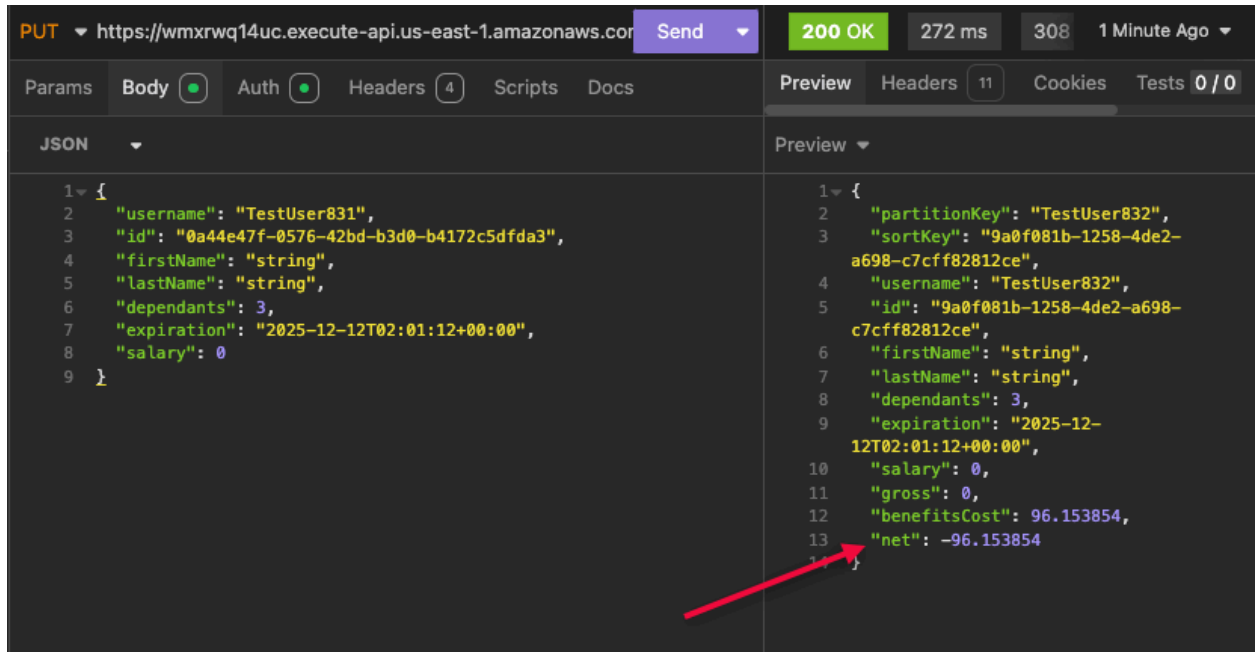 PUT https://wmxrwq14uc.execute-api.us-east-1.amazonaws.com Send
200 OK 272 ms 308 1 Minute Ago
Params Body Auth Headers 4 Scripts Docs
Preview Headers 11 Cookies Tests 0 / 0
JSON
Preview
1 {
2 "username": "TestUser831",
3 "id": "0a44e47f-0576-42bd-b3d0-b4172c5dfda3",
4 "firstName": "string",
5 "lastName": "string",
6 "dependants": 3,
7 "expiration": "2025-12-12T02:01:12+00:00",
8 "salary": 0
9 }
1 {
2 "partitionKey": "TestUser832",
3 "sortKey": "9a0f081b-1258-4de2-
a698-c7cff82812ce",
4 "username": "TestUser832",
5 "id": "9a0f081b-1258-4de2-a698-
c7cff82812ce",
6 "firstName": "string",
7 "lastName": "string",
8 "dependants": 3,
9 "expiration": "2025-12-
12T02:01:12+00:00",
10 "salary": 0,
11 "gross": 0,
12 "benefitsCost": 96.153854,
13 "net": -96.153854
14 }